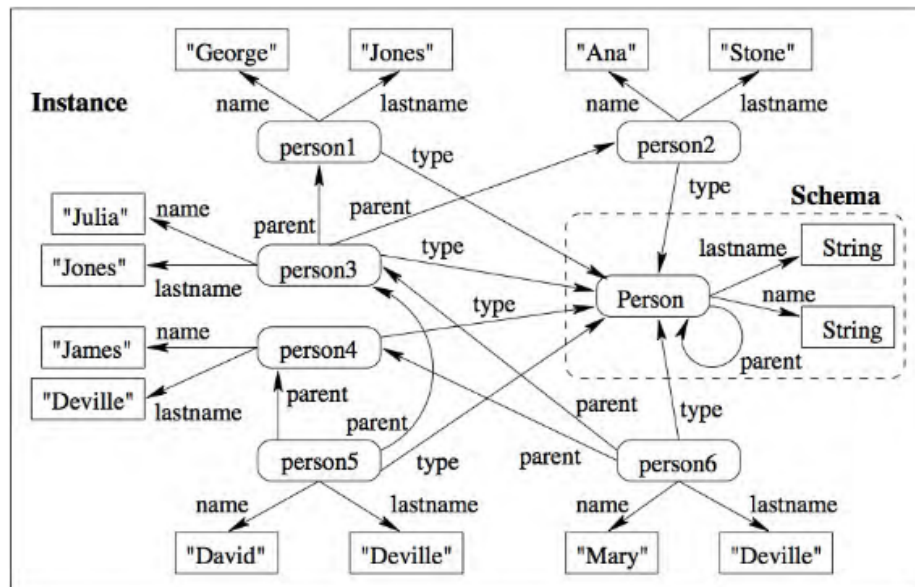 "George" "Jones" "Ana" "Stone"
Instance name lastname name lastname
person1 person2
type type
"Julia" name parent parent Schema
"Jones" lastname person3 type lastname String
Person name String
"James" name person4 type parent
"Deville" lastname parent parent parent type
person5 type parent person6
name lastname name lastname
"David" "Deville" "Mary" "Deville"